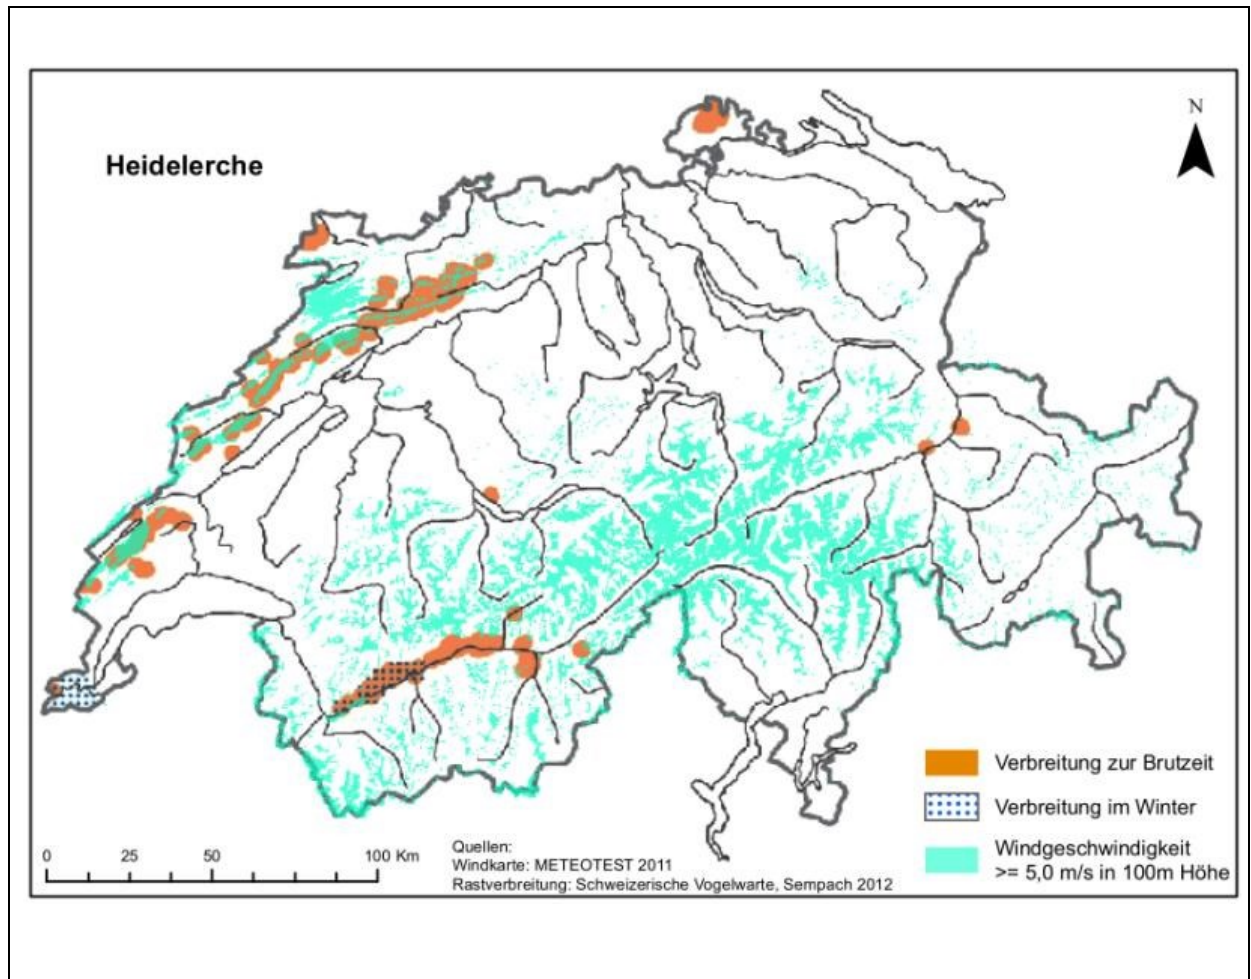 N
Heidelerche
Verbreitung zur Brutzeit
Verbreitung im Winter
Windgeschwindigkeit
>= 5,0 m/s in 100m Höhe
0 25 50 100 Km
Quellen:
Windkarte: METEOTEST 2011
Rastverbreitung: Schweizerische Vogelwarte, Sempach 2012